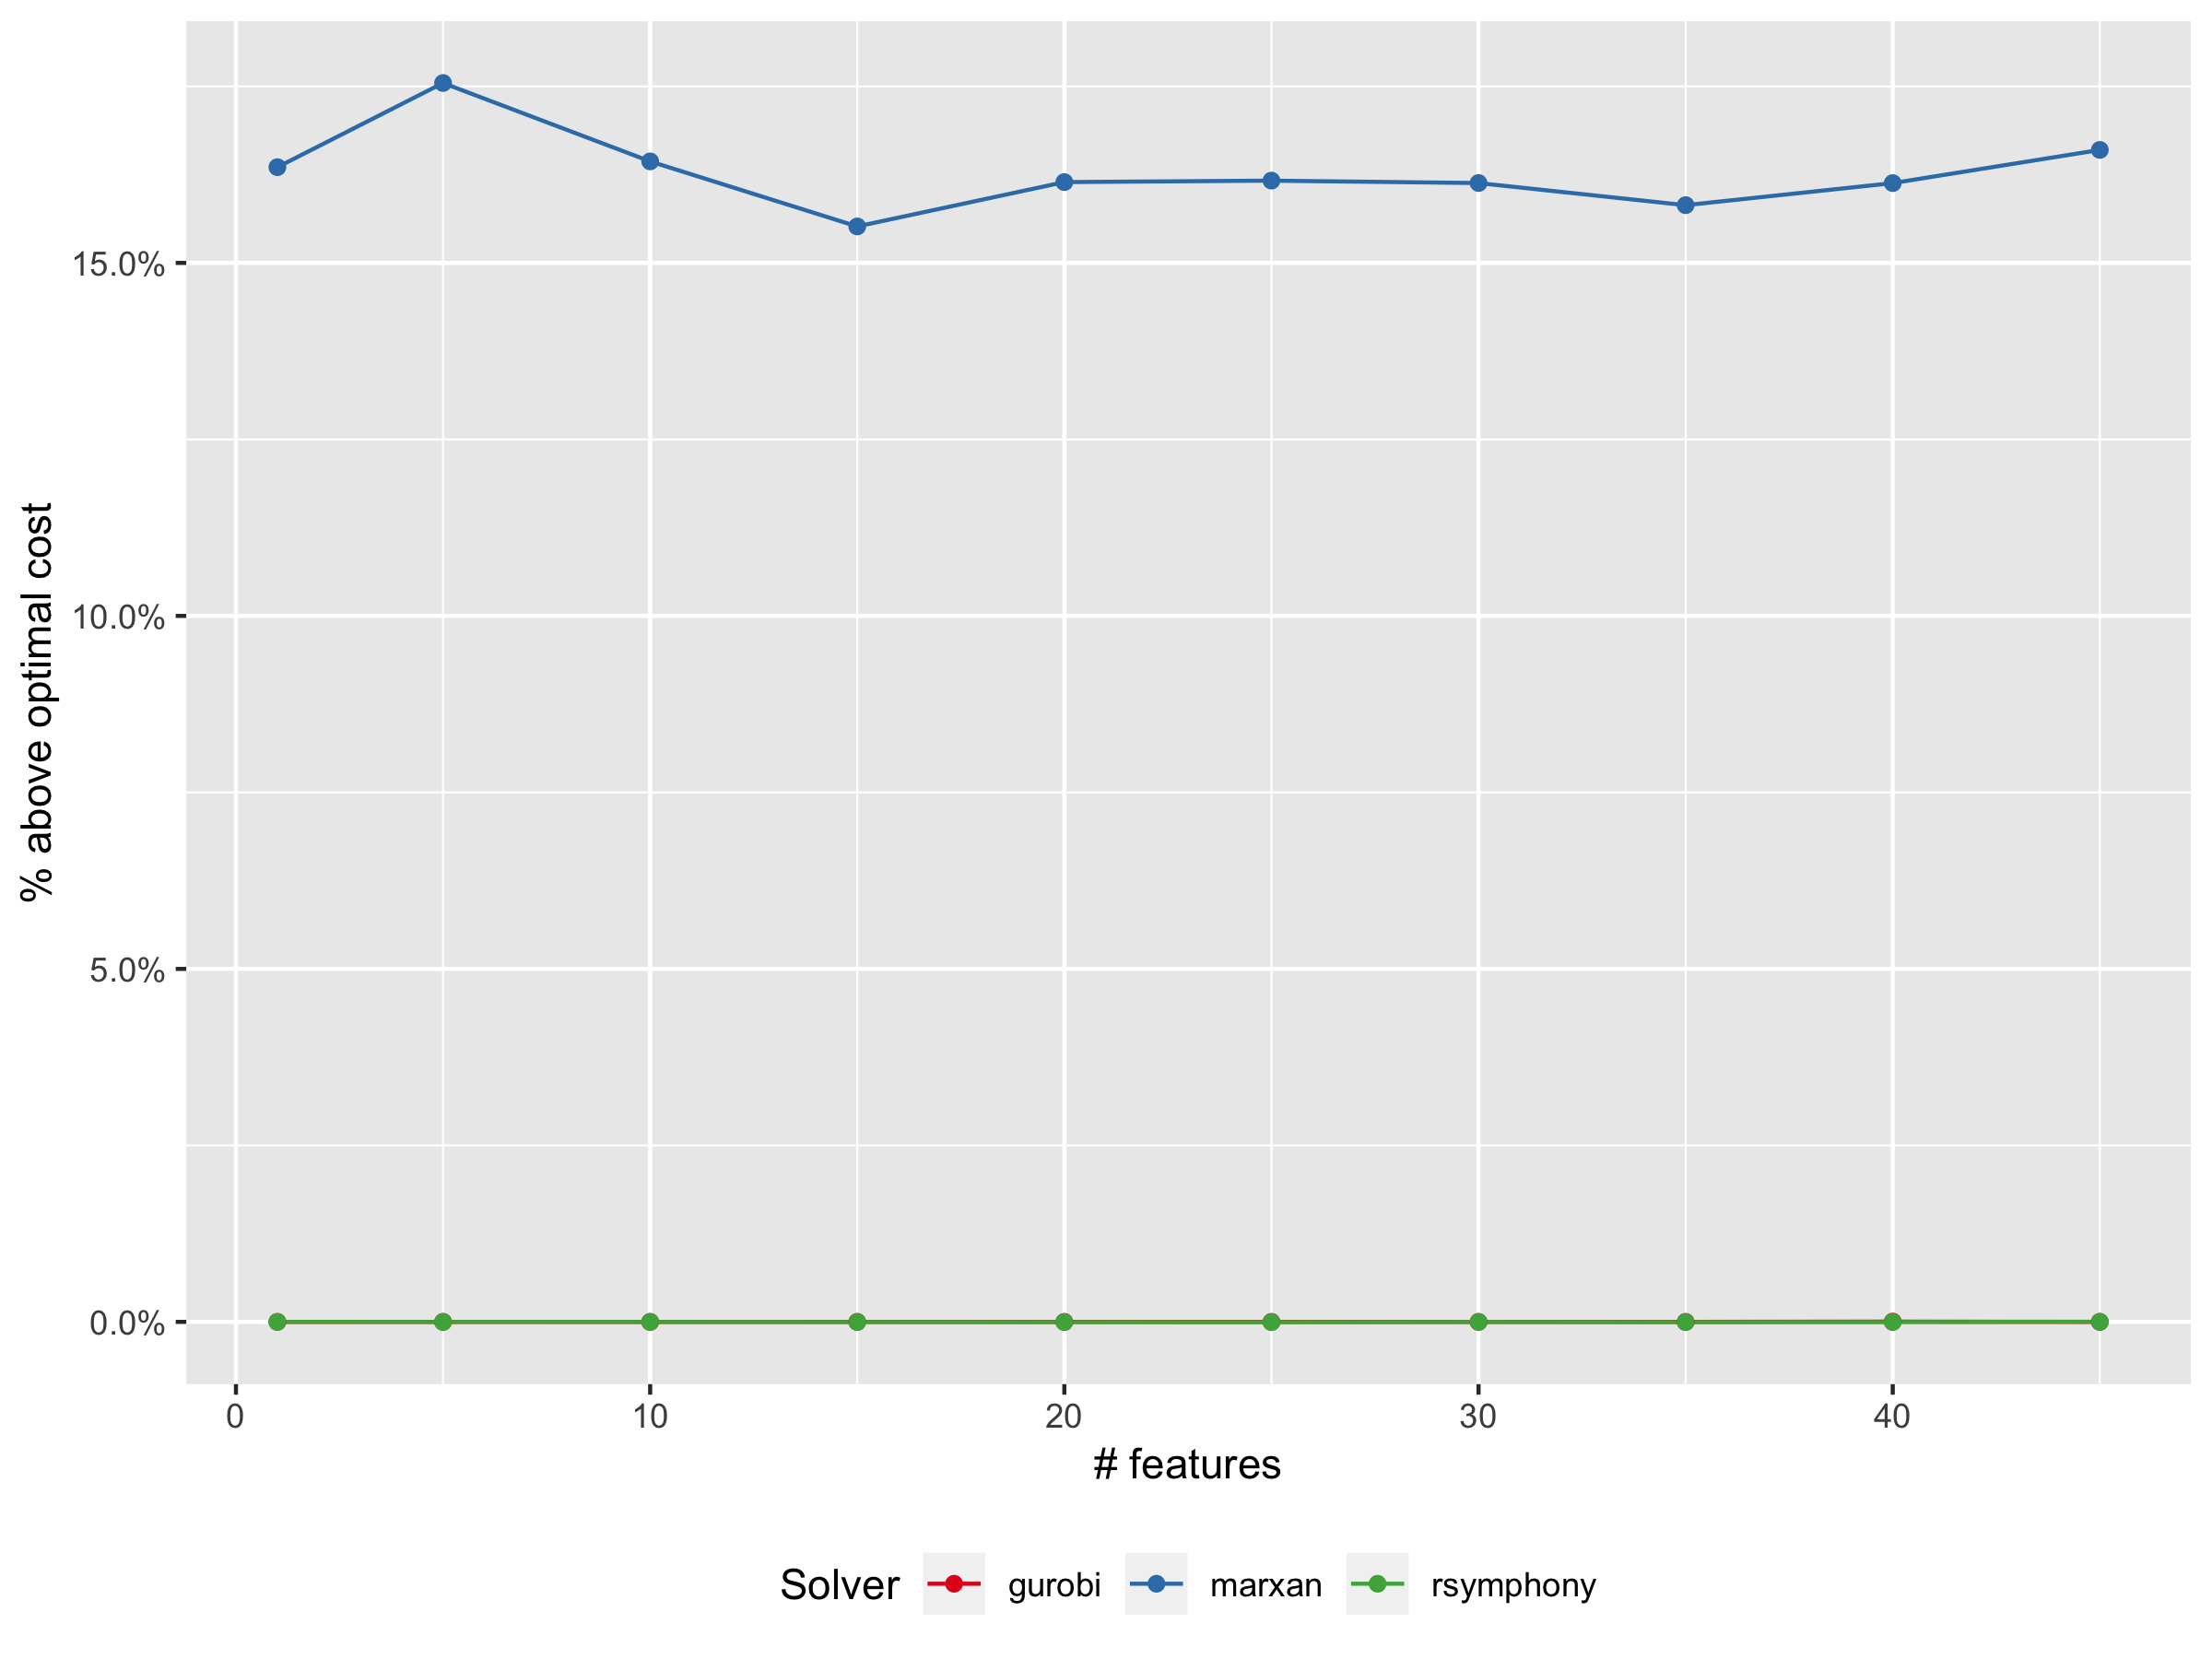 % above optimal cost
15.0%
10.0%
5.0%
0.0%
0 10 20 30 40
# features
Solver gurobi marxan rsymphony